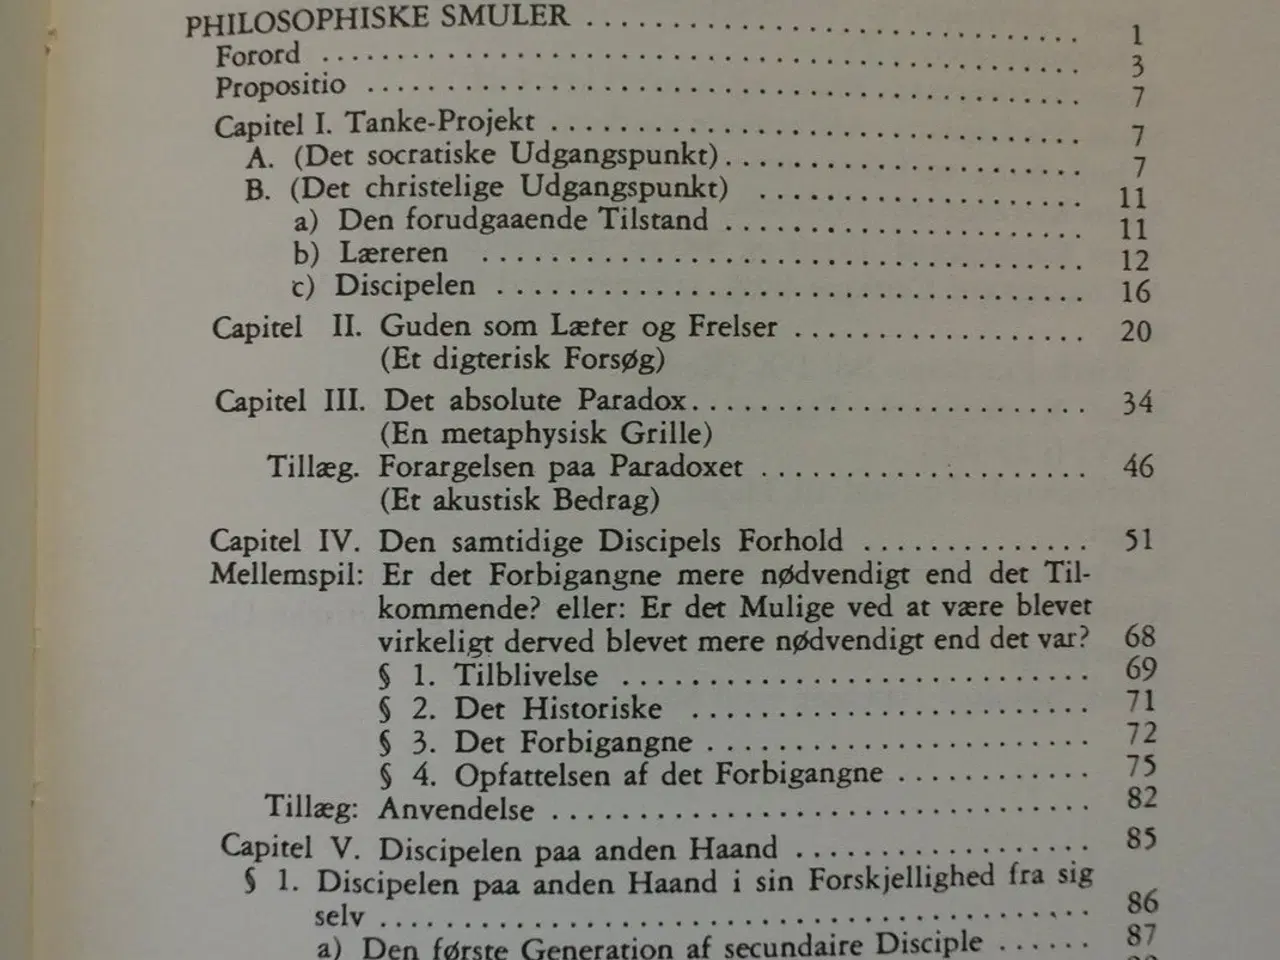 PHILOSOPHISKE SMULER ........................ 1
Forord ........................ 3
Propositio ........................ 7
Capitel I. Tanke-Projekt ........................ 7
A. (Det socratiske Udgangspunkt) ........................ 7
B. (Det christelige Udgangspunkt) ........................ 11
a) Den forudgaaende Tilstand ........................ 11
b) Læreren ........................ 12
c) Discipelen ........................ 16
Capitel II. Guden som Lærer og Frelser ........................ 20
(Et digterisk Forsøg)
Capitel III. Det absolute Paradox ........................ 34
(En metaphysisk Grille)
Tillæg. Forargelsen paa Paradoxet ........................ 46
(Et akustisk Bedrag)
Capitel IV. Den samtidige Discipels Forhold ........................ 51
Mellemspil: Er det Forbigangne mere nødvendigt end det Til-
kommende? eller: Er det Mulige ved at være blevet
virkeligt derved blevet mere nødvendigt end det var? 68
§ 1. Tilblivelse ........................ 69
§ 2. Det Historiske ........................ 71
§ 3. Det Forbigangne ........................ 72
§ 4. Opfattelsen af det Forbigangne ........................ 75
Tillæg: Anvendelse ........................ 82
Capitel V. Discipelen paa anden Haand ........................ 85
§ 1. Discipelen paa anden Haand i sin Forskjellighed fra sig
selv ........................ 86
a) Den første Generation af secundaire Disciple ...... 87